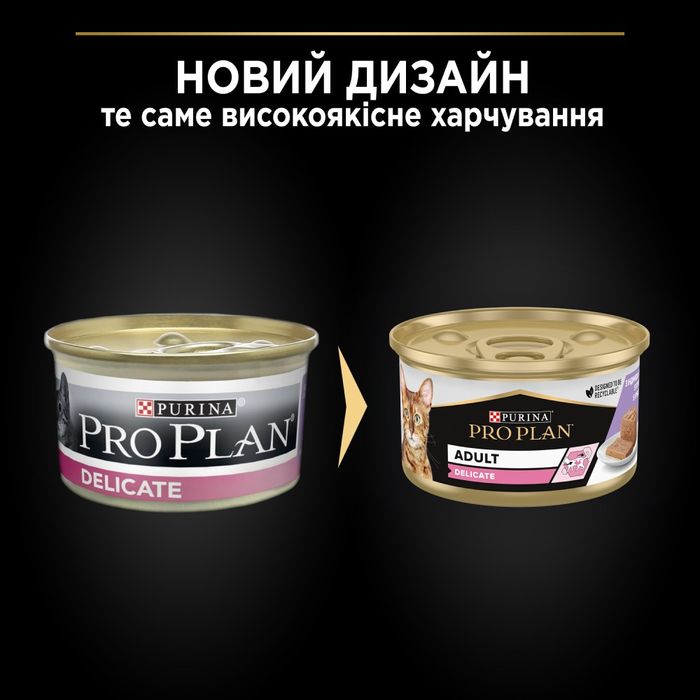 НОВИЙ ДИЗАЙН
те саме високоякісне харчування
PURINA
PRO PLAN
DELICATE
DESIGNED TO BE
RECYCLABLE
PURINA
PRO PLAN
ADULT
DELICATE